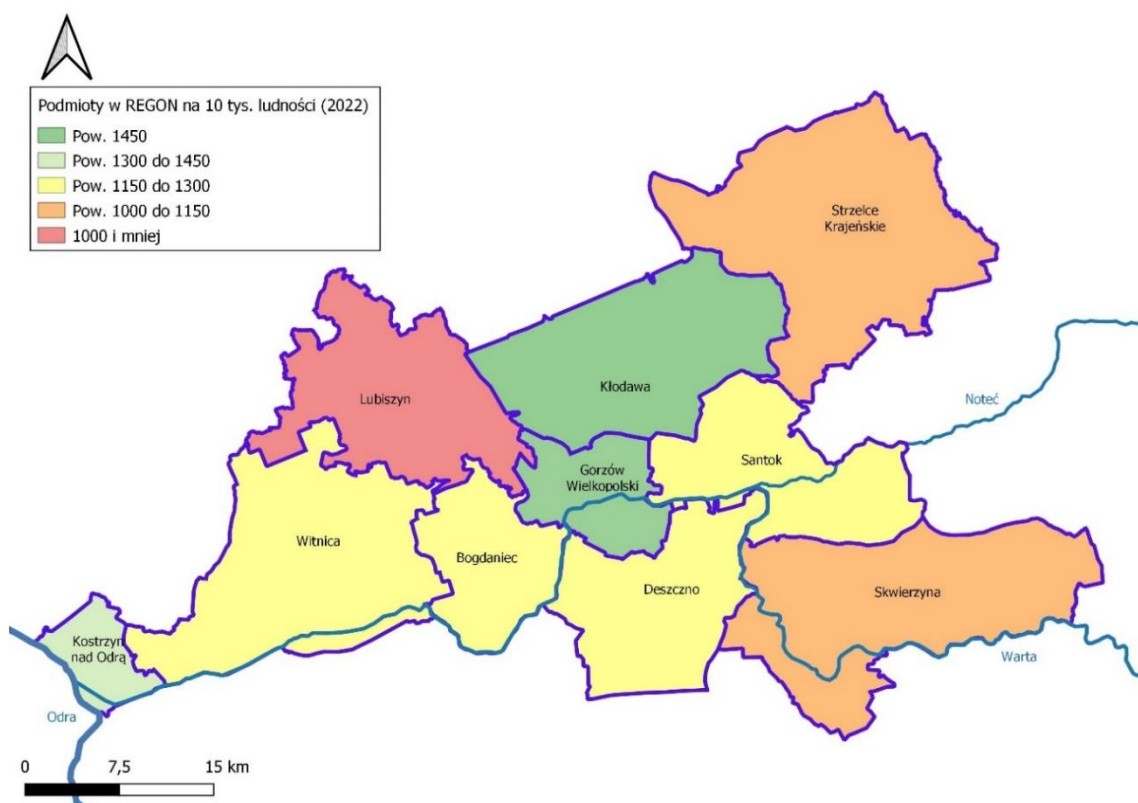 Podmioty w REGON na 10 tys. ludności (2022)
Pow. 1450
Pow. 1300 do 1450
Pow. 1150 do 1300
Pow. 1000 do 1150
1000 i mniej
Strzelce
Krajeńskie
Kłodawa
Lubiszyn
Noteć
Santok
Gorzów
Wielkopolski
Witnica
Bogdaniec
Deszczno
Skwierzyna
Kostrzyn
nad Odrą
Warta
Odra
0 7,5 15 km